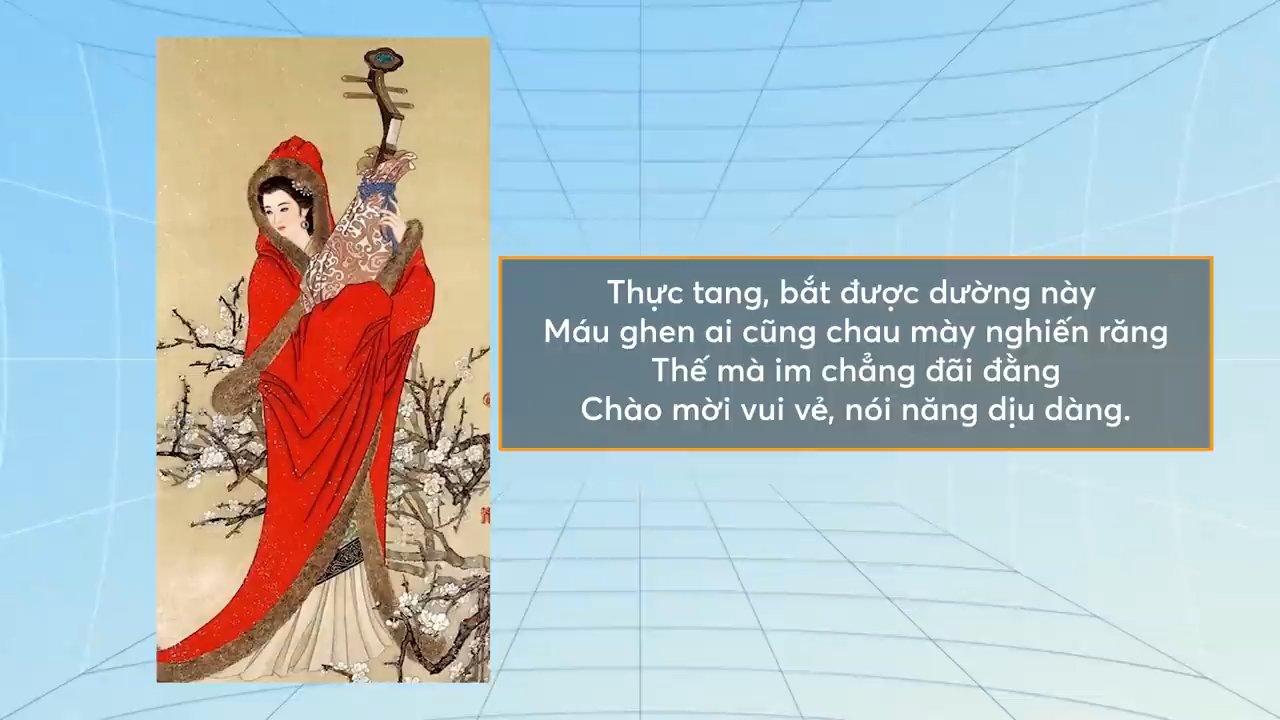 Thực tang, bắt được dường này
Máu ghen ai cũng chau mày nghiến răng
Thế mà im chẳng đãi đằng
Chào mời vui vẻ, nói năng dịu dàng.